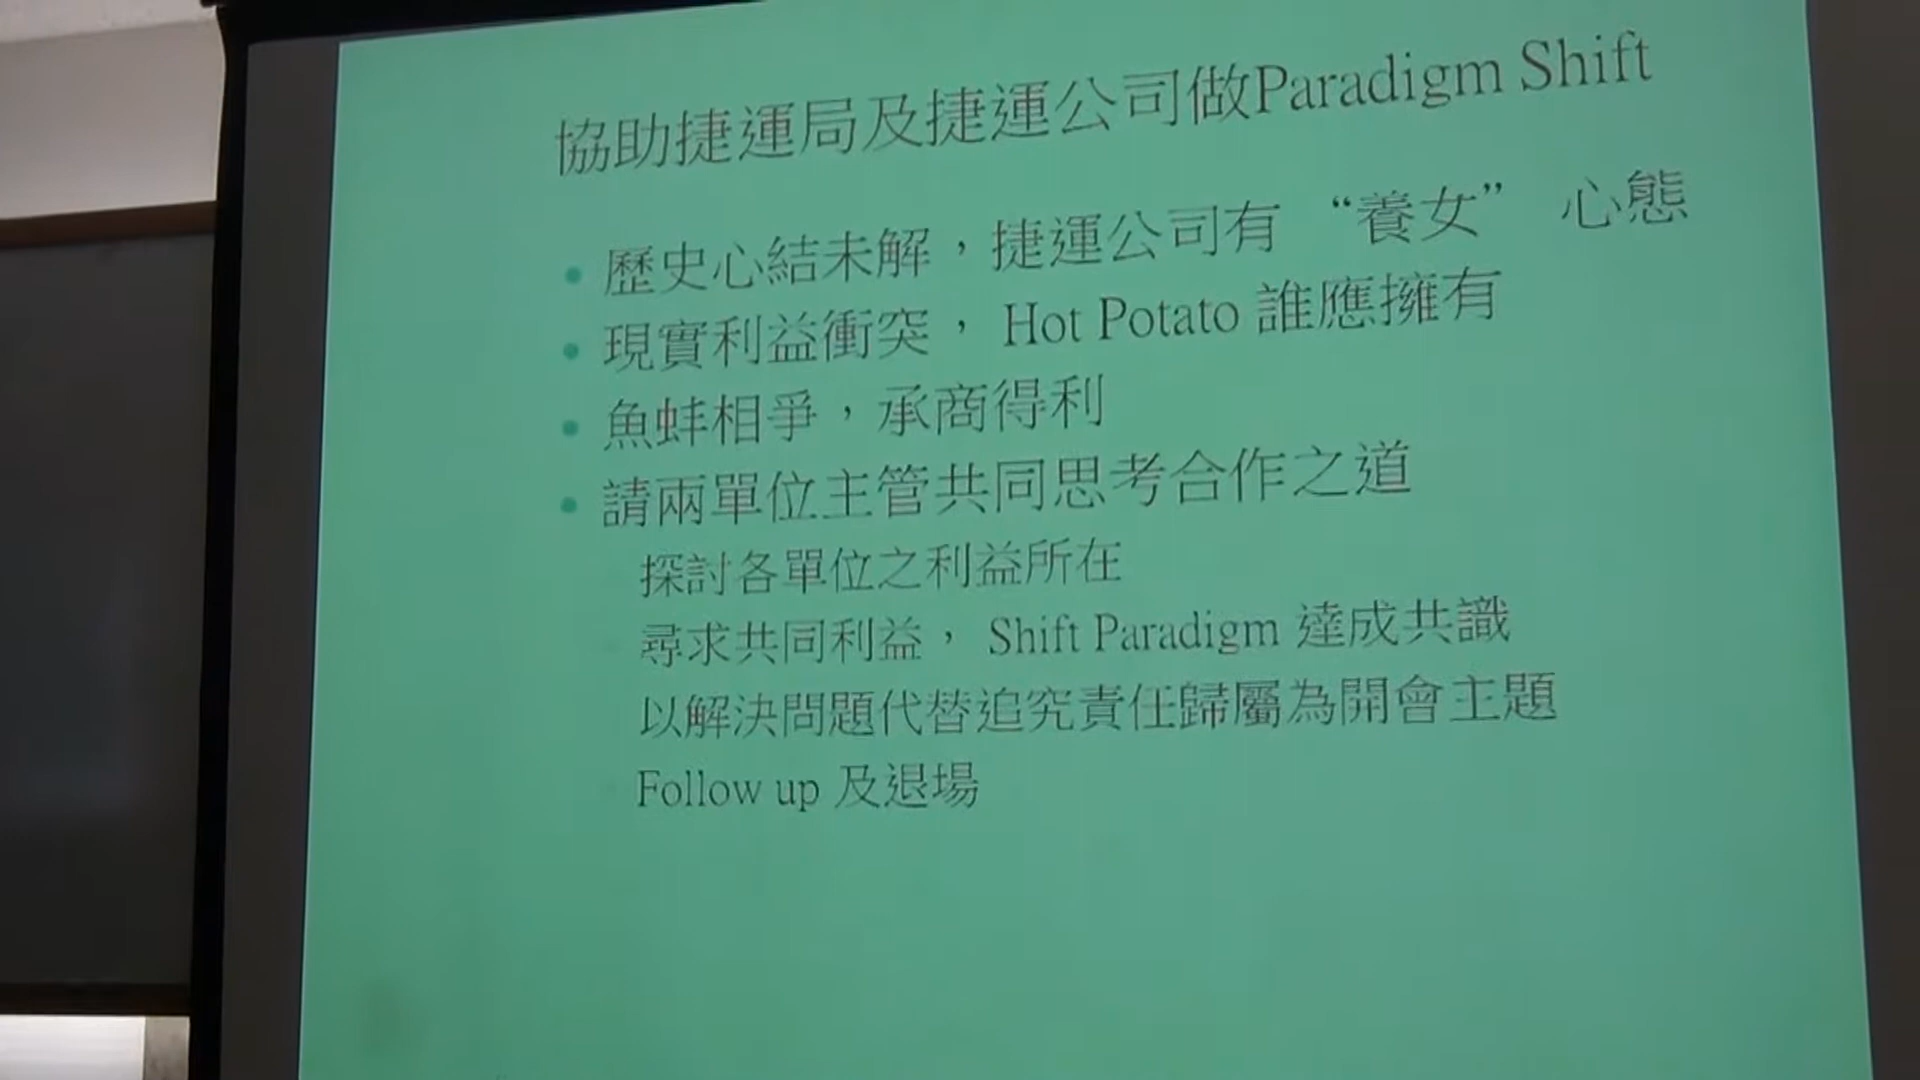 協助捷運局及捷運公司做Paradigm Shift
• 歷史心結未解，捷運公司有 “養女” 心態
• 現實利益衝突， Hot Potato 誰應擁有
• 魚蚌相爭，承商得利
• 請兩單位主管共同思考合作之道
探討各單位之利益所在
尋求共同利益， Shift Paradigm 達成共識
以解決問題代替追究責任歸屬為開會主題
Follow up 及退場